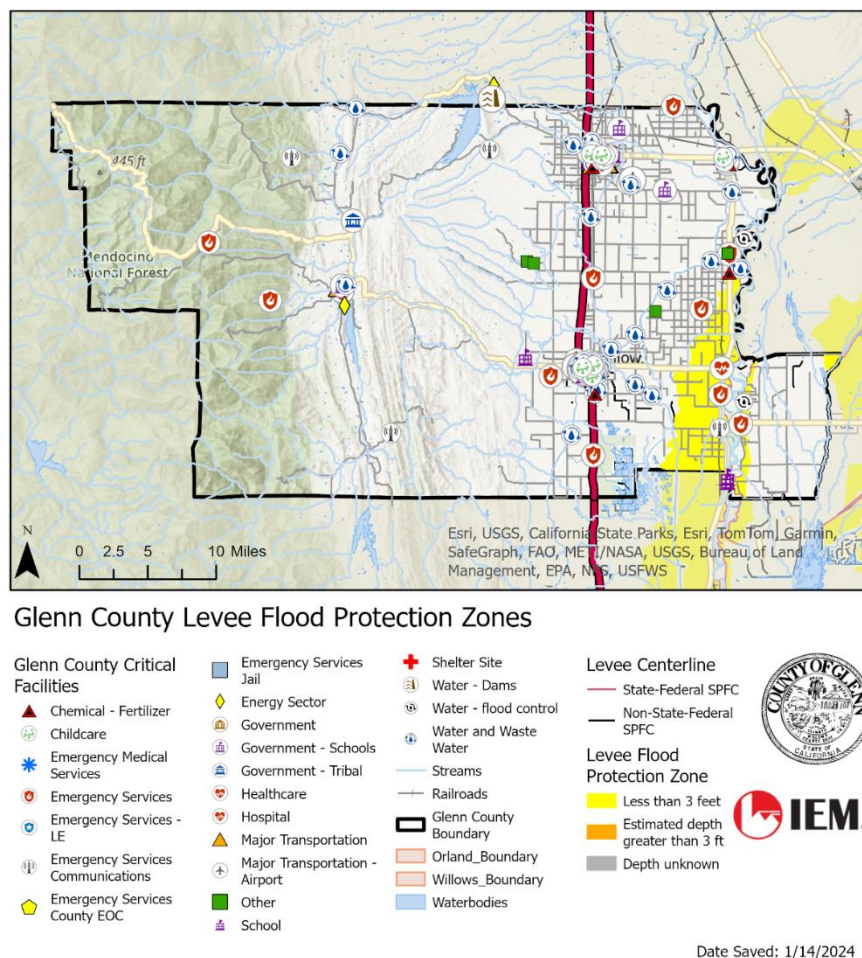 445 ft
Mendocino
National Forest
ow.
162
Esri, USGS, California State Parks, Esri, TomTom, Garmin,
SafeGraph, FAO, METI/NASA, USGS, Bureau of Land
Management, EPA, NPS, USFWS
N
0 2.5 5 10 Miles
Glenn County Levee Flood Protection Zones
Glenn County Critical
Facilities
Chemical - Fertilizer
Childcare
Emergency Medical
Services
Emergency Services
Emergency Services -
LE
Emergency Services
Communications
Emergency Services
County EOC
Emergency Services
Jail
Energy Sector
Government
Government - Schools
Government - Tribal
Healthcare
Hospital
Major Transportation
Major Transportation -
Airport
Other
School
Shelter Site
Water - Dams
Water - flood control
Water and Waste
Water
Streams
Railroads
Glenn County
Boundary
Orland_Boundary
Willows_Boundary
Waterbodies
Levee Centerline
State-Federal SPFC
Non-State-Federal
SPFC
Levee Flood
Protection Zone
Less than 3 feet
Estimated depth
greater than 3 ft
Depth unknown
COUNTY OF GLENN
STATE OF
CALIFORNIA
IEM
Date Saved: 1/14/2024